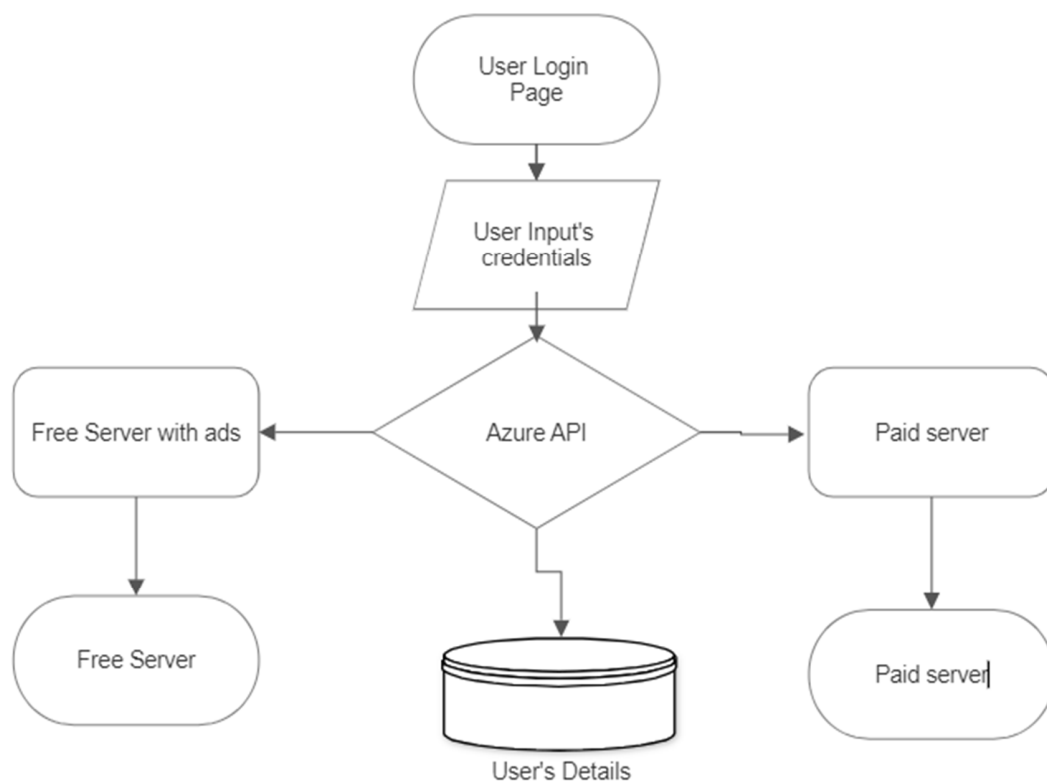 User Login
Page
User Input's
credentials
Free Server with ads
Azure API
Paid server
Free Server
Paid server
User's Details